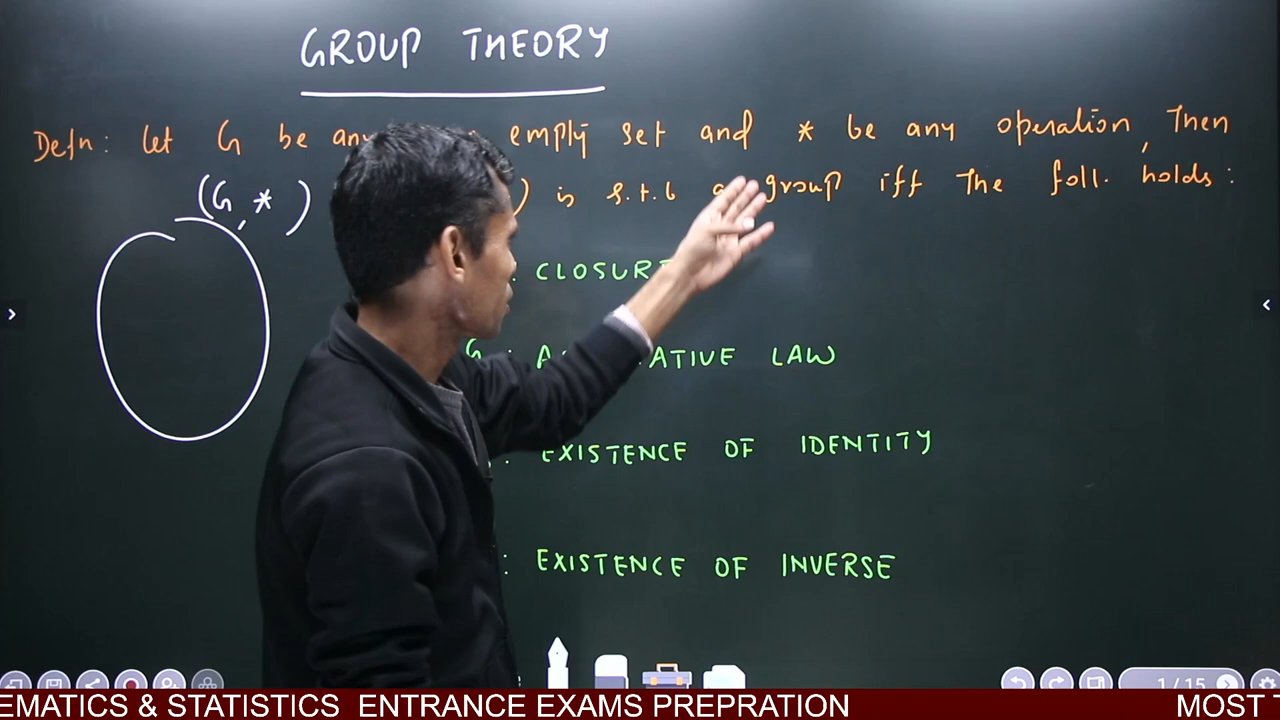 GROUP THEORY
Defn: let G be any empty set and * be any operation, Then
(G, *) ) is s.t.b a group iff The foll. holds:
: CLOSURE
G : ATIVE LAW
: EXISTENCE OF IDENTITY
: EXISTENCE OF INVERSE
1/15
EMATICS & STATISTICS ENTRANCE EXAMS PREPRATION MOST